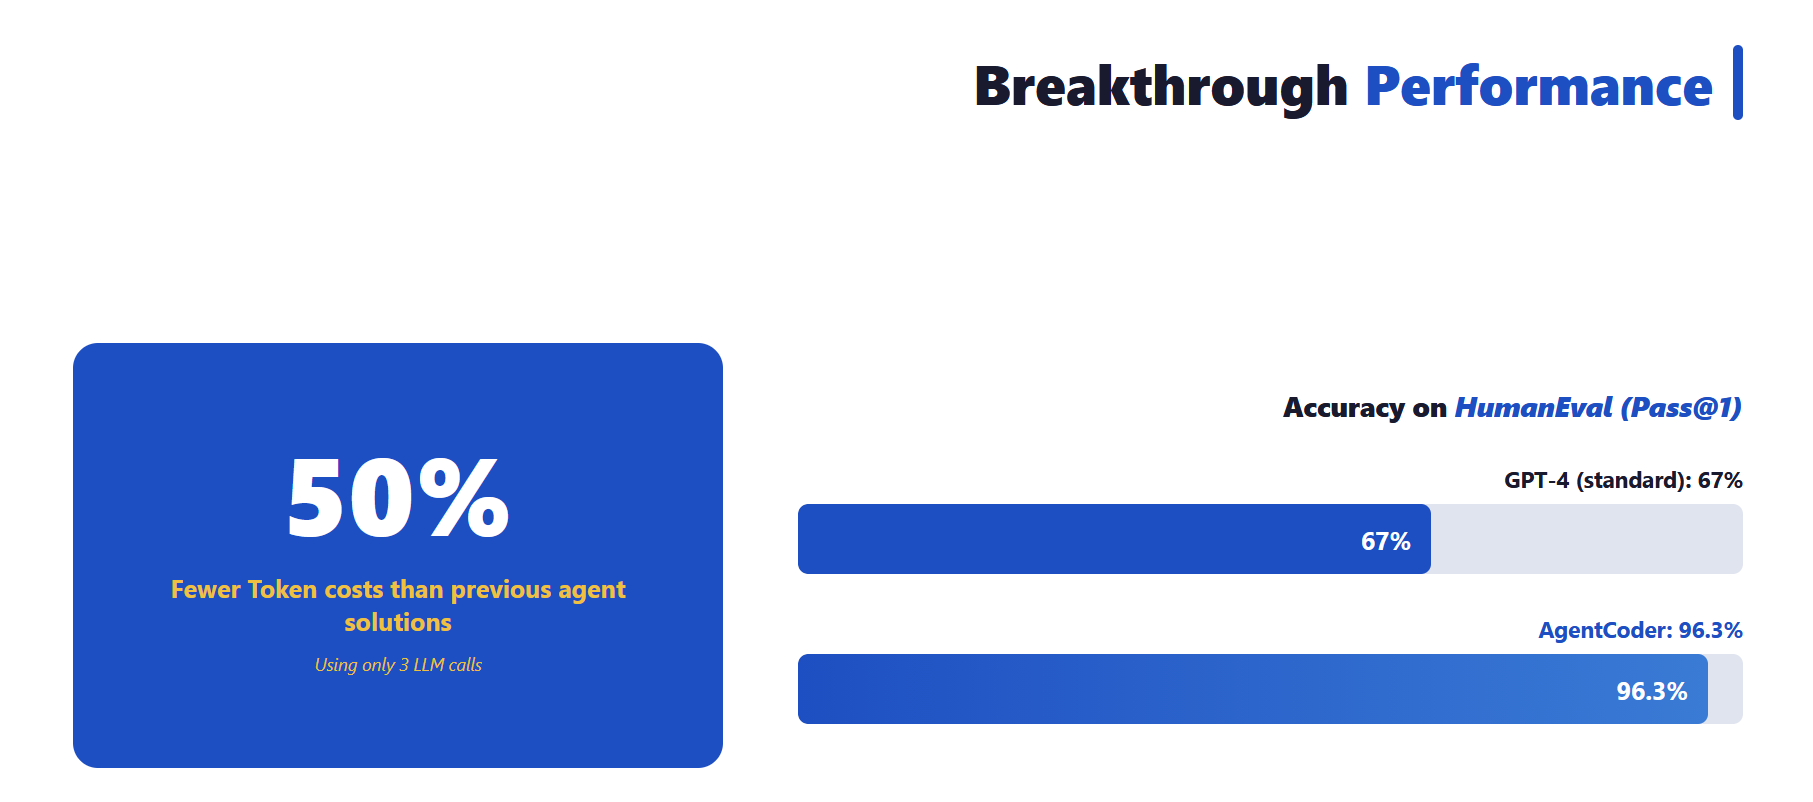 Breakthrough Performance
50%
Fewer Token costs than previous agent
solutions
Using only 3 LLM calls
Accuracy on HumanEval (Pass@1)
GPT-4 (standard): 67%
67%
AgentCoder: 96.3%
96.3%